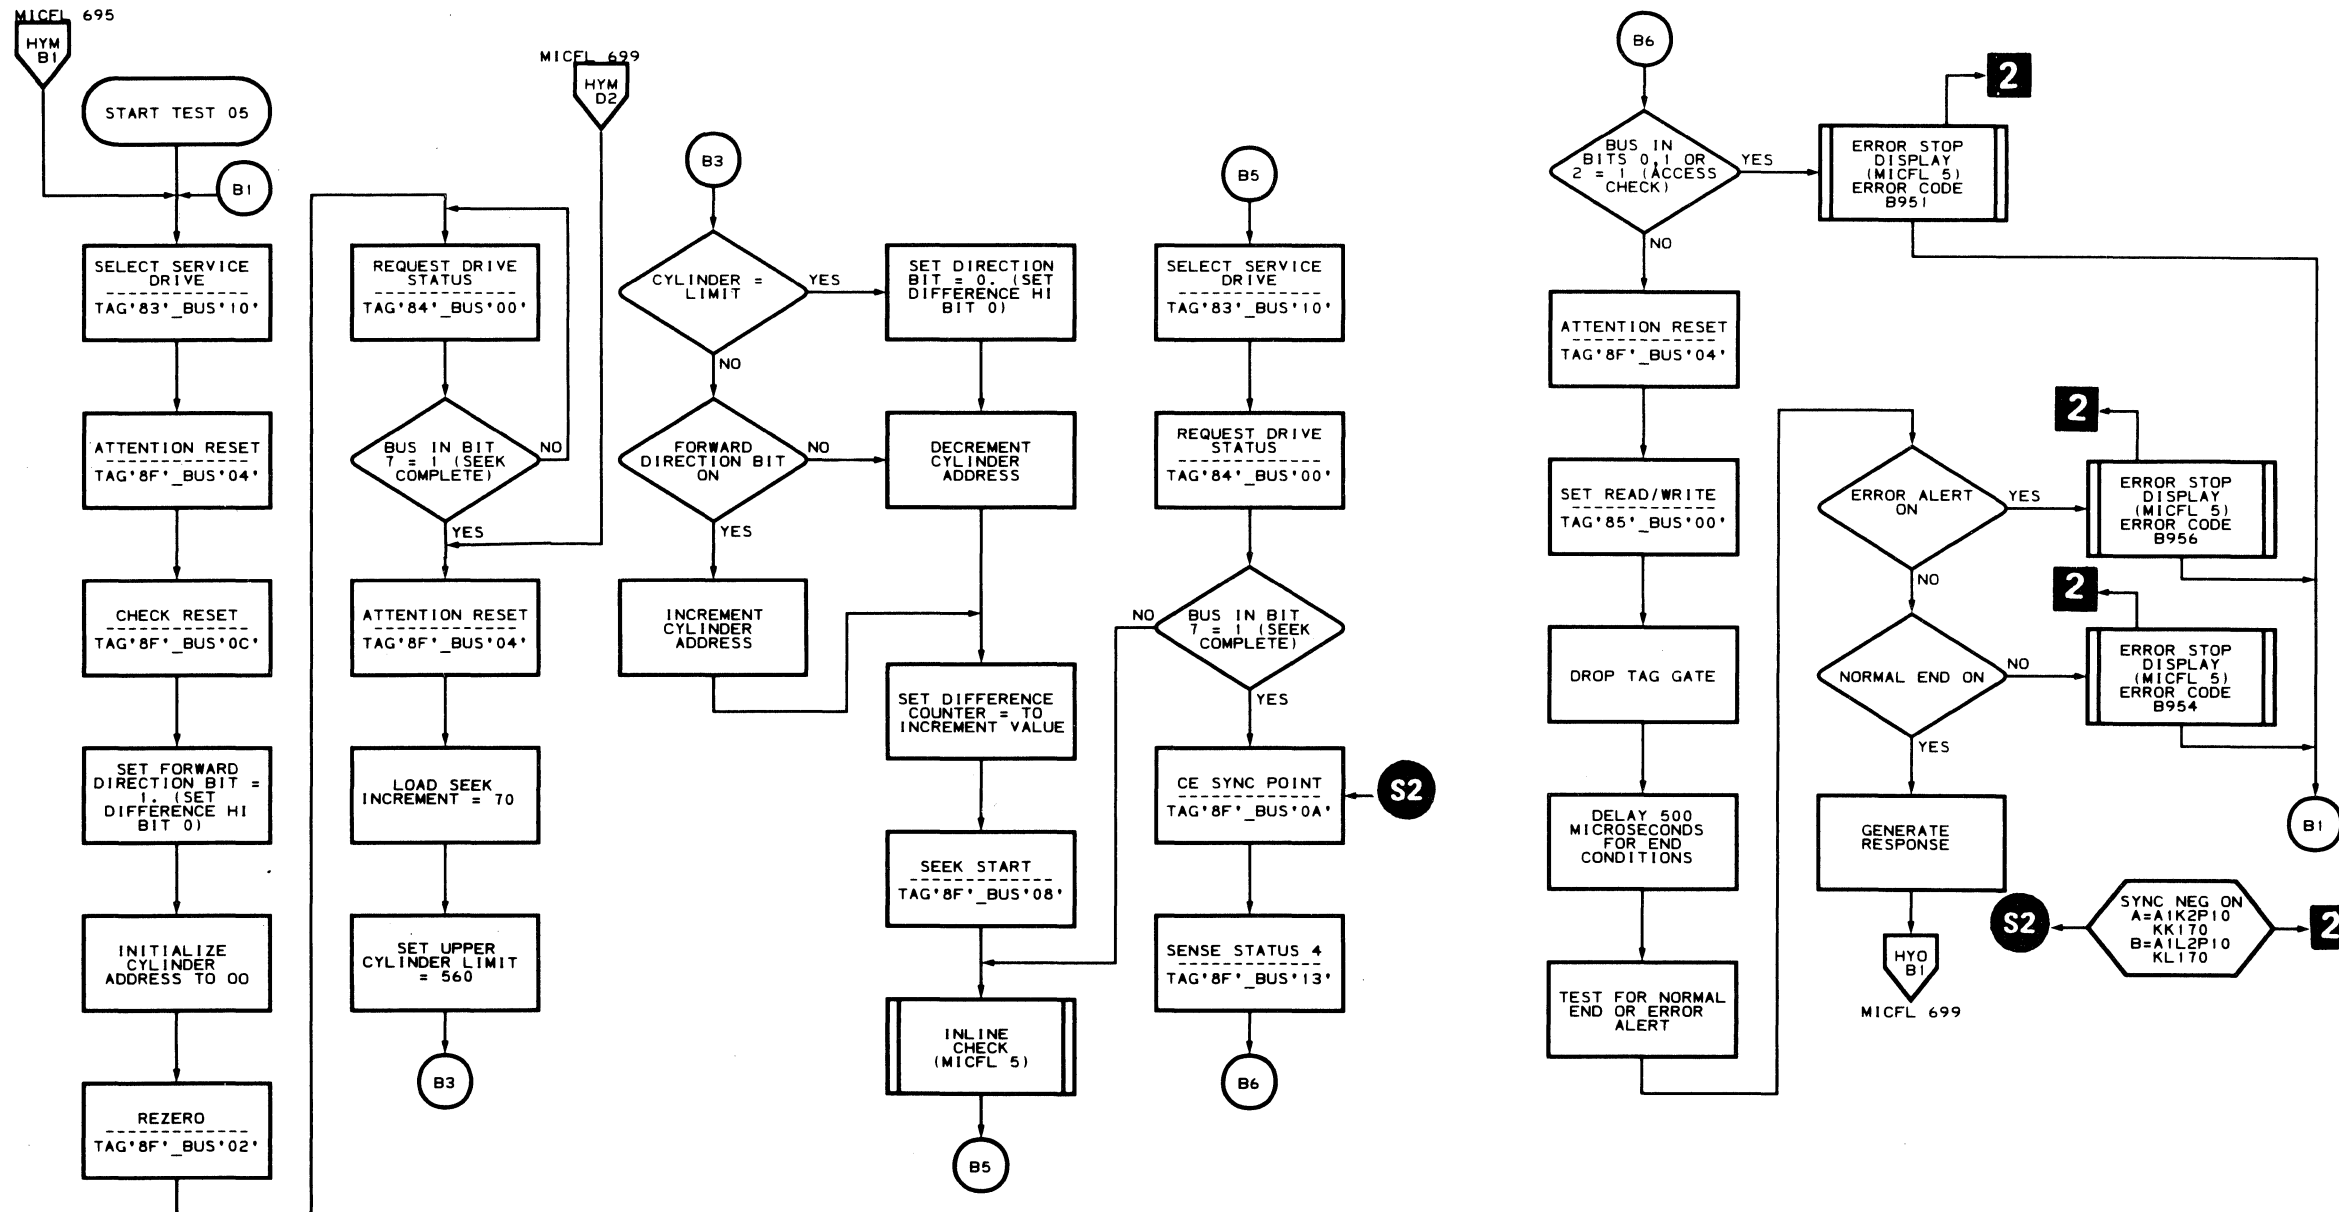 MICFL 695
HYM
B1
START TEST 05
B1
SELECT SERVICE
DRIVE
TAG'83'_BUS'10'
ATTENTION RESET
TAG'8F'_BUS'04'
CHECK RESET
TAG'8F'_BUS'0C'
SET FORWARD
DIRECTION BIT =
1. (SET
DIFFERENCE HI
BIT 0)
INITIALIZE
CYLINDER
ADDRESS TO 00
REZERO
TAG'8F'_BUS'02'
MICFL 699
HYM
D2
REQUEST DRIVE
STATUS
TAG'84'_BUS'00'
BUS IN BIT
7 = 1 (SEEK
COMPLETE)
NO
YES
ATTENTION RESET
TAG'8F'_BUS'04'
LOAD SEEK
INCREMENT = 70
SET UPPER
CYLINDER LIMIT
= 560
B3
B3
CYLINDER =
LIMIT
YES
NO
FORWARD
DIRECTION BIT
ON
NO
YES
INCREMENT
CYLINDER
ADDRESS
SET DIRECTION
BIT = 0. (SET
DIFFERENCE HI
BIT 0)
DECREMENT
CYLINDER
ADDRESS
SET DIFFERENCE
COUNTER = TO
INCREMENT VALUE
SEEK START
TAG'8F'_BUS'08'
INLINE
CHECK
(MICFL 5)
B5
B5
SELECT SERVICE
DRIVE
TAG'83'_BUS'10'
REQUEST DRIVE
STATUS
TAG'84'_BUS'00'
BUS IN BIT
7 = 1 (SEEK
COMPLETE)
NO
YES
CE SYNC POINT
TAG'8F'_BUS'0A'
S2
SENSE STATUS 4
TAG'8F'_BUS'13'
B6
B6
BUS IN
BITS 0,1 OR
2 = 1 (ACCESS
CHECK)
YES
NO
2
ERROR STOP
DISPLAY
(MICFL 5)
ERROR CODE
B951
ATTENTION RESET
TAG'8F'_BUS'04'
SET READ/WRITE
TAG'85'_BUS'00'
DROP TAG GATE
DELAY 500
MICROSECONDS
FOR END
CONDITIONS
TEST FOR NORMAL
END OR ERROR
ALERT
ERROR ALERT
ON
YES
NO
2
ERROR STOP
DISPLAY
(MICFL 5)
ERROR CODE
B956
NORMAL END ON
NO
YES
2
ERROR STOP
DISPLAY
(MICFL 5)
ERROR CODE
B954
GENERATE
RESPONSE
HYO
B1
MICFL 699
B1
S2
SYNC NEG ON
A=A1K2P10
KK170
B=A1L2P10
KL170
2